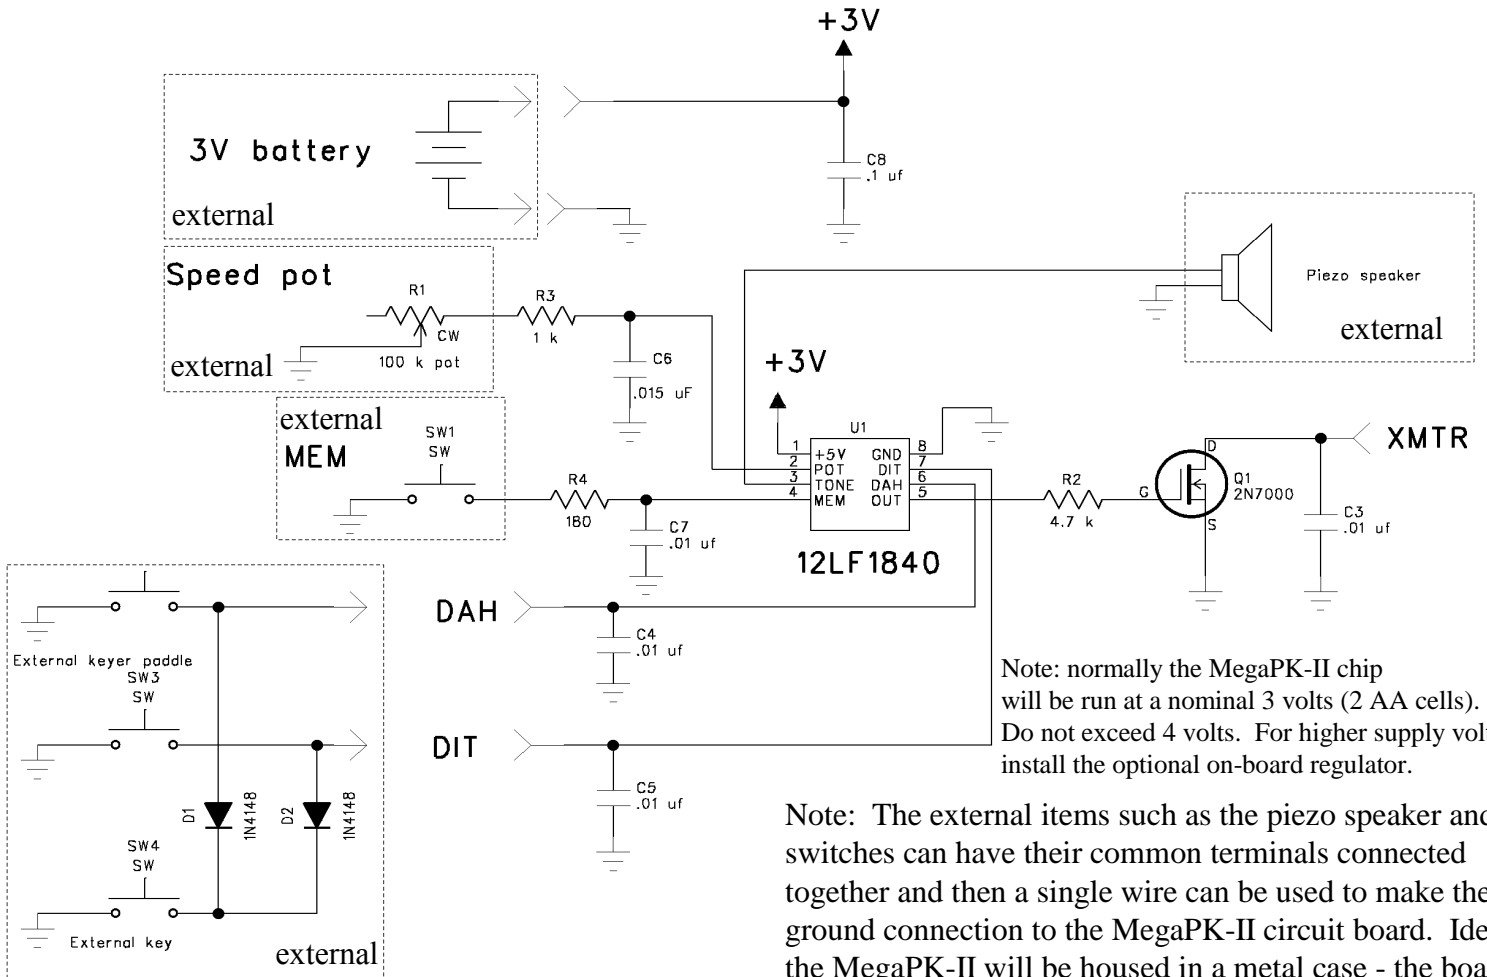 +3V
3V battery
external
C8
.1 uf
Piezo speaker
external
Speed pot
R1
CW
100 k pot
external
R3
1 k
C6
.015 uF
+3V
external
MEM
SW1
SW
R4
180
C7
.01 uf
U1
1 +5V GND 8
2 POT DIT 7
3 TONE DAH 6
4 MEM OUT 5
12LF1840
R2
4.7 k
G
D
S
Q1
2N7000
XMTR
C3
.01 uf
External keyer paddle
SW3
SW
D1
1N4148
D2
1N4148
SW4
SW
External key
external
DAH
C4
.01 uf
DIT
C5
.01 uf
Note: normally the MegaPK-II chip
will be run at a nominal 3 volts (2 AA cells).
Do not exceed 4 volts. For higher supply
install the optional on-board regulator.
Note: The external items such as the piezo speaker
switches can have their common terminals connected
together and then a single wire can be used to make the
ground connection to the MegaPK-II circuit board.
the MegaPK-II will be housed in a metal case - the